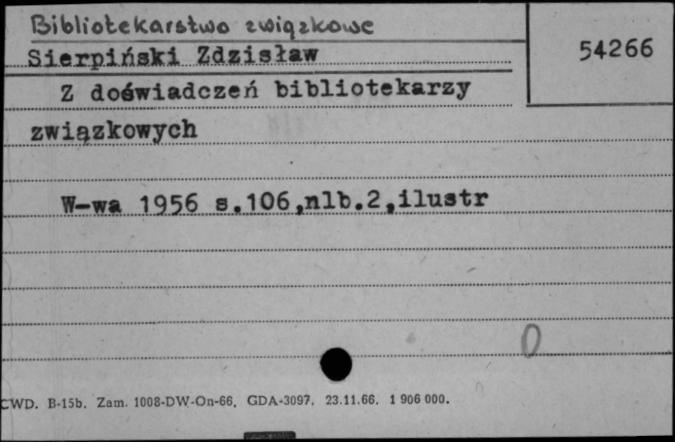 Bibliotekarstwo związkowe
Sierpiński Zdzisław
54266
Z doświadczeń bibliotekarzy
związkowych
W-wa 1956 s.106,nlb.2,ilustr
0
CWD. B-15b. Zam. 1008-DW-On-66. GDA-3097. 23.11.66. 1 906 000.